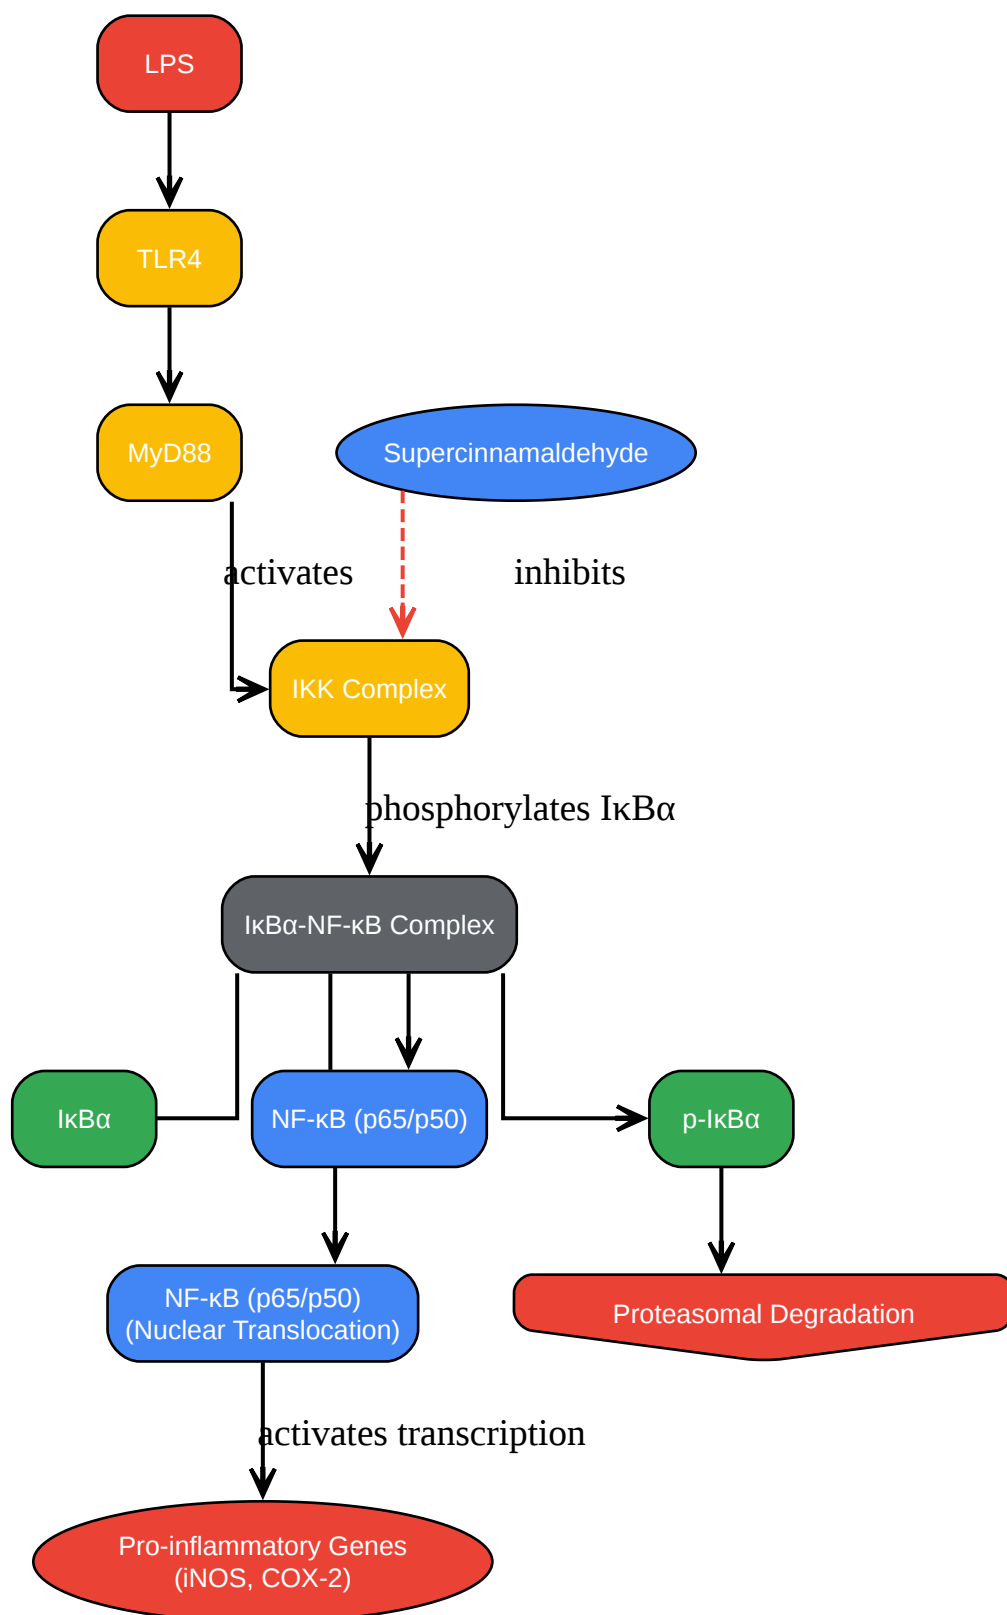 LPS
TLR4
MyD88
Supercinnamaldehyde
activates
inhibits
IKK Complex
phosphorylates IκBα
IκBα-NF-κB Complex
IκBα
NF-κB (p65/p50)
p-IκBα
NF-κB (p65/p50)
(Nuclear Translocation)
Proteasomal Degradation
activates transcription
Pro-inflammatory Genes
(iNOS, COX-2)